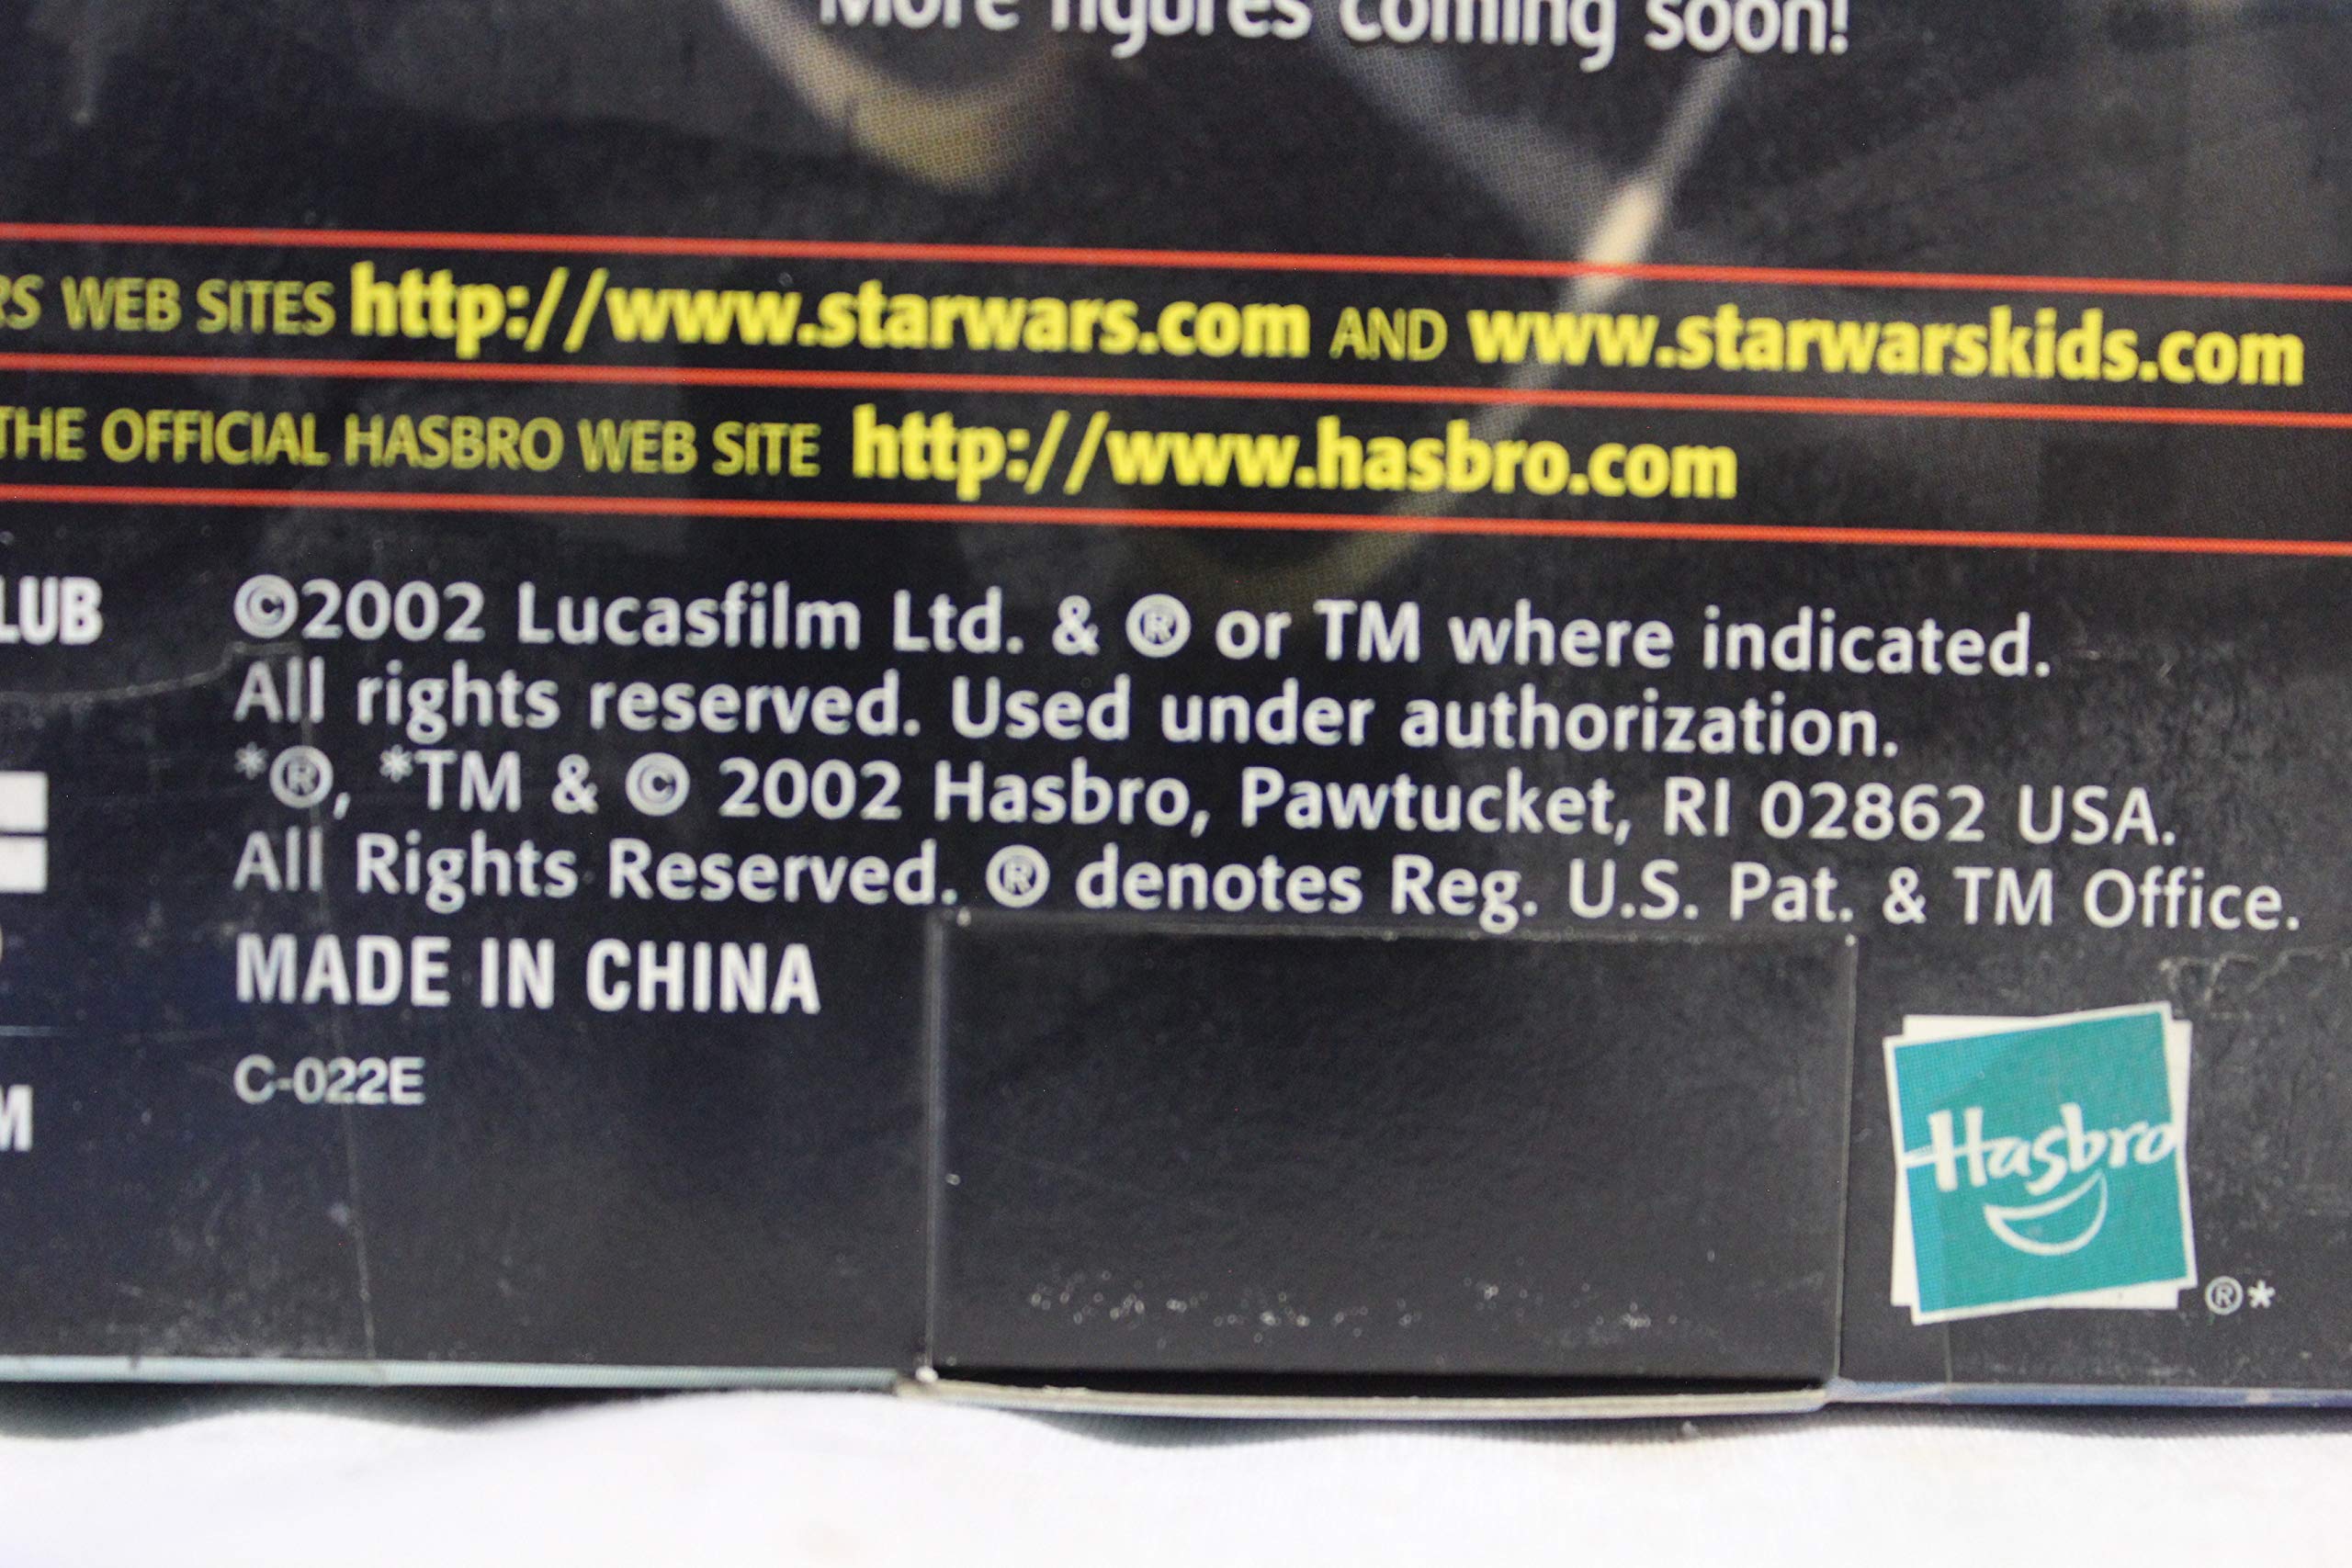 More figures coming soon!
WEB SITES http://www.starwars.com AND www.starwarskids.com
THE OFFICIAL HASBRO WEB SITE http://www.hasbro.com
©2002 Lucasfilm Ltd. & ® or TM where indicated.
All rights reserved. Used under authorization.
*®, *TM & © 2002 Hasbro, Pawtucket, RI 02862 USA.
All Rights Reserved. ® denotes Reg. U.S. Pat. & TM Office.
MADE IN CHINA
C-022E
Hasbro
®*